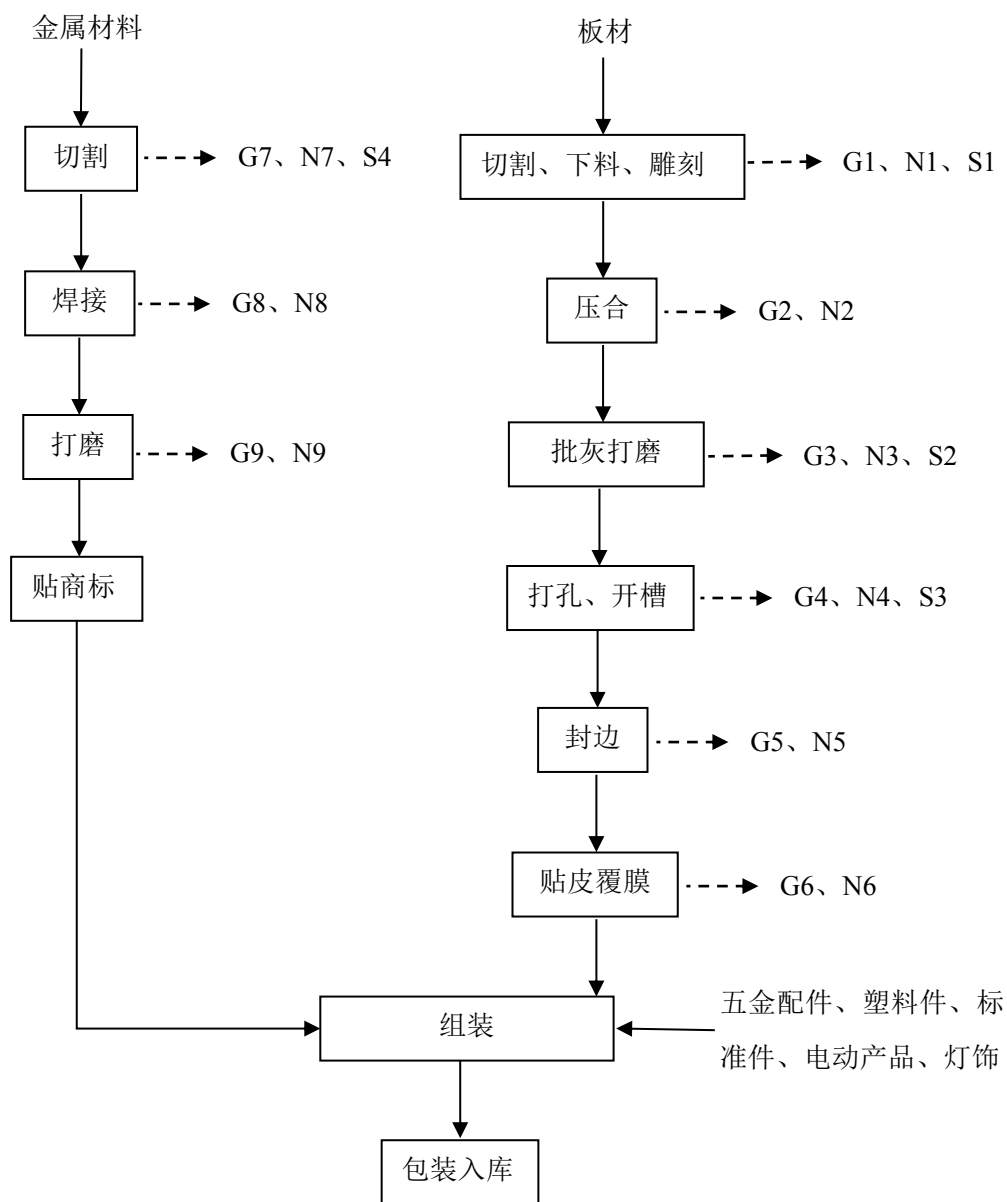 金属材料
板材
切割
G7、N7、S4
切割、下料、雕刻
G1、N1、S1
焊接
G8、N8
压合
G2、N2
打磨
G9、N9
批灰打磨
G3、N3、S2
贴商标
打孔、开槽
G4、N4、S3
封边
G5、N5
贴皮覆膜
G6、N6
组装
五金配件、塑料件、标
准件、电动产品、灯饰
包装入库